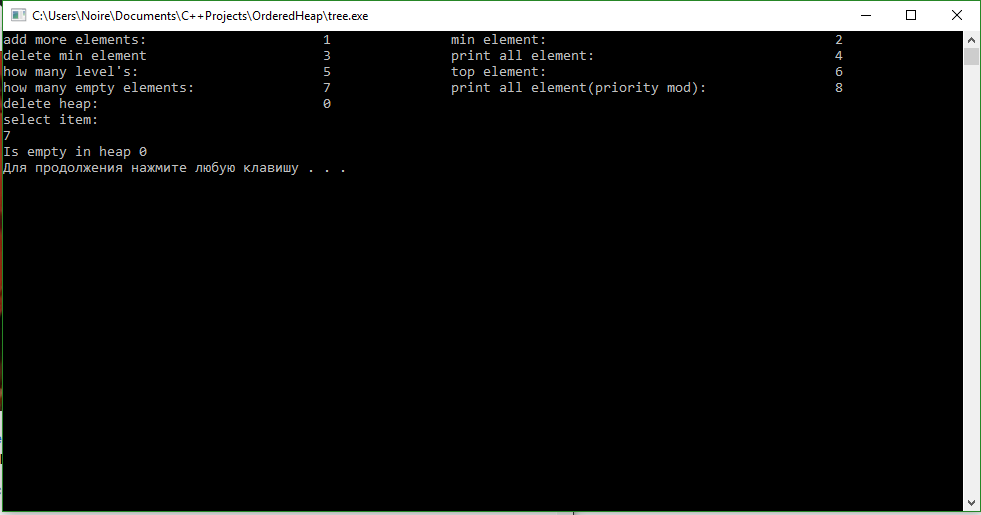 C:\Users\Noire\Documents\C++Projects\OrderedHeap\tree.exe
add more elements: 1 min element: 2
delete min element 3 print all element: 4
how many level's: 5 top element: 6
how many empty elements: 7 print all element(priority mod): 8
delete heap: 0
select item:
7
Is empty in heap 0
Для продолжения нажмите любую клавишу . . .